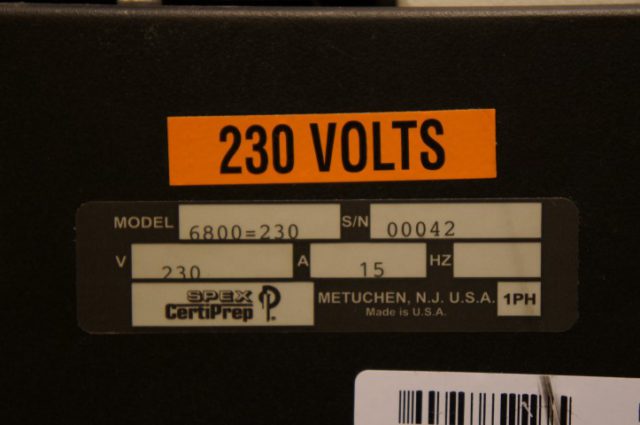 230 VOLTS
MODEL 6800=230 S/N 00042
V 230 A 15 HZ
SPEX CertiPrep METUCHEN, N.J. U.S.A. 1PH
Made is U.S.A.